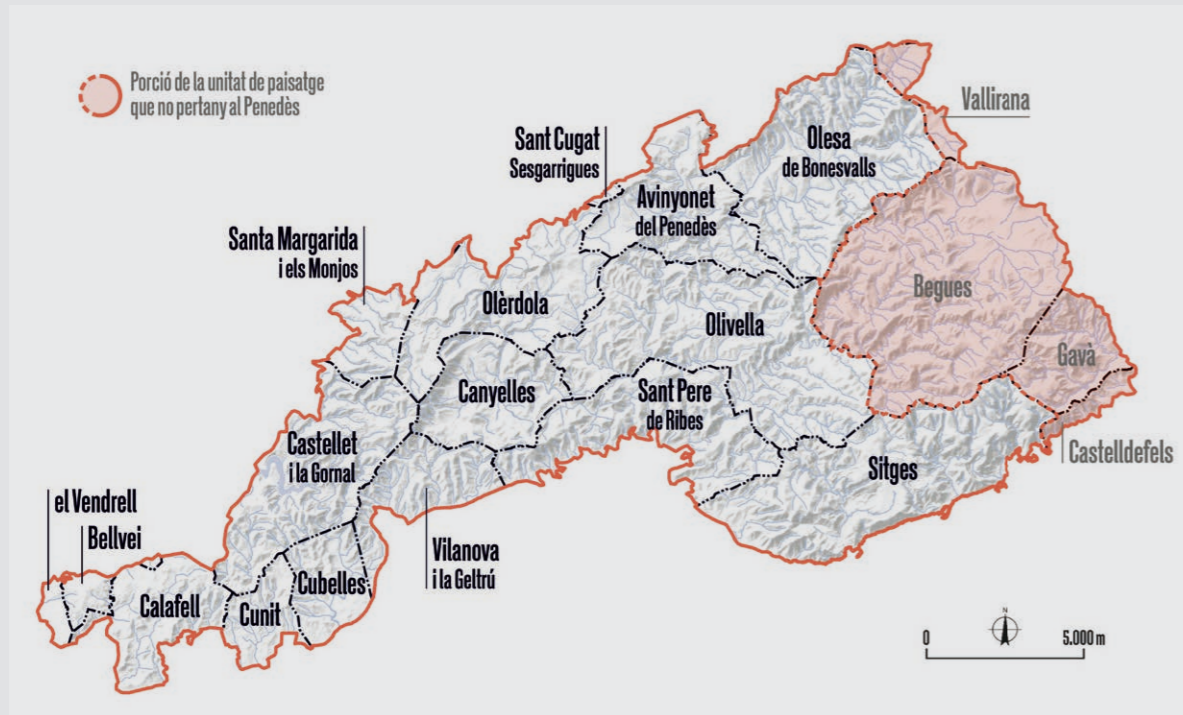 Porció de la unitat de paisatge
que no pertany al Penedès
Vallirana
Sant Cugat
Sesgarrigues
Olesa
de Bonesvalls
Avinyonet
del Penedès
Santa Margarida
i els Monjos
Olèrdola
Begues
Olivella
Gavà
Canyelles
Sant Pere
de Ribes
Castellet
i la Gornal
Sitges
Castelldefels
el Vendrell
Bellvei
Vilanova
i la Geltrú
Cubelles
Calafell
Cunit
N
0
5.000 m